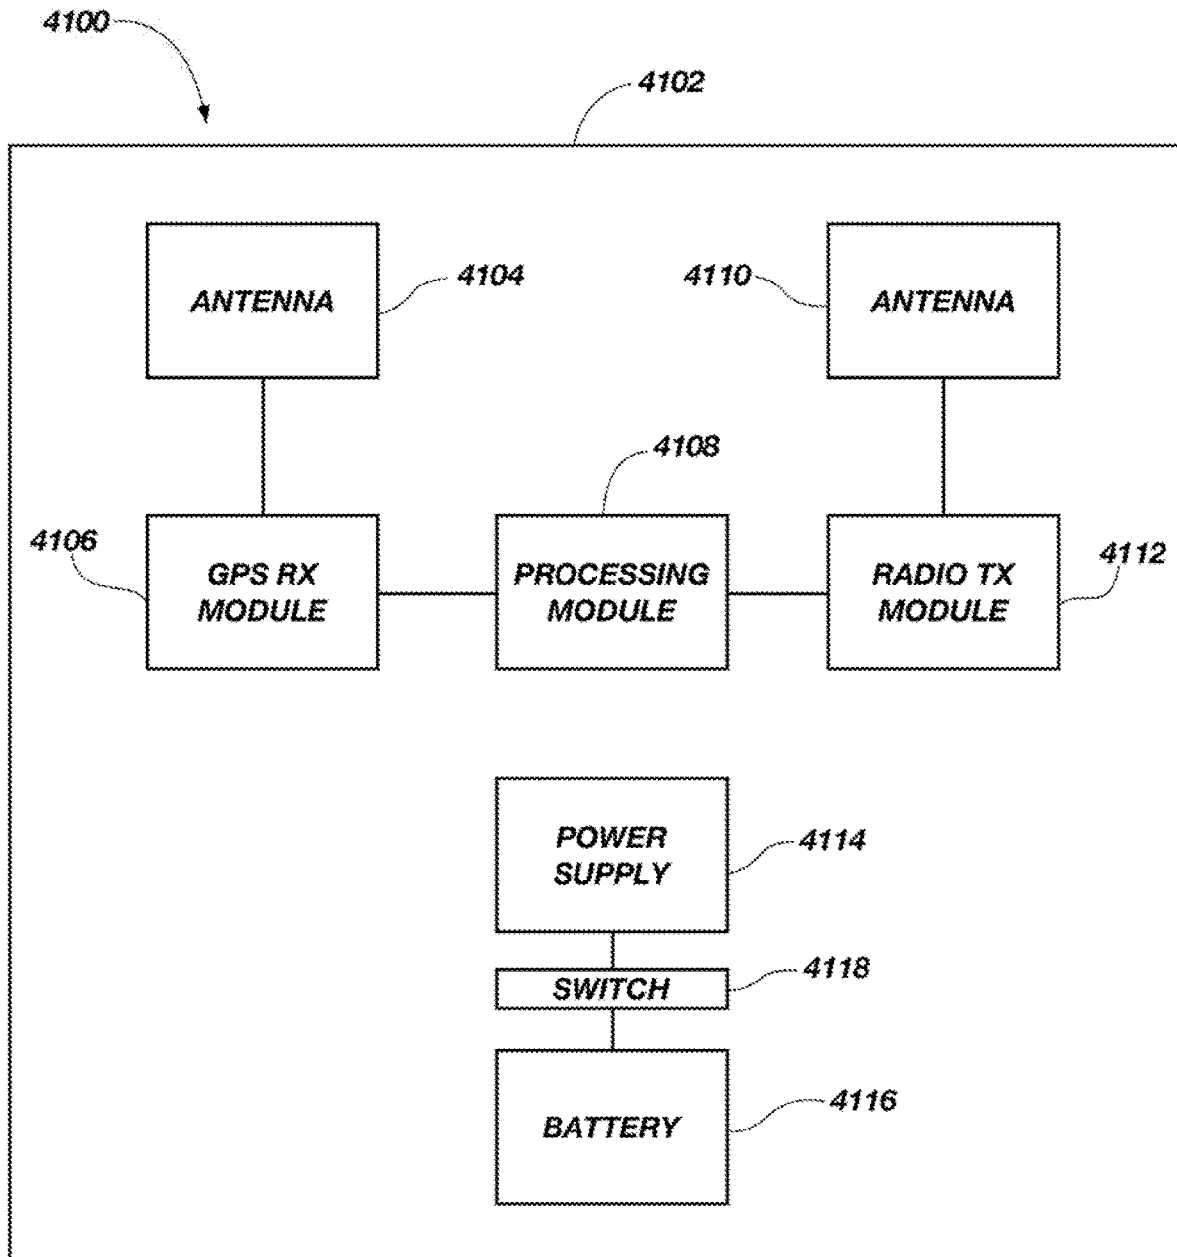 4100
4102
ANTENNA
4104
4110
ANTENNA
4108
4106
GPS RX
MODULE
PROCESSING
MODULE
RADIO TX
MODULE
4112
POWER
SUPPLY
4114
SWITCH
4118
BATTERY
4116